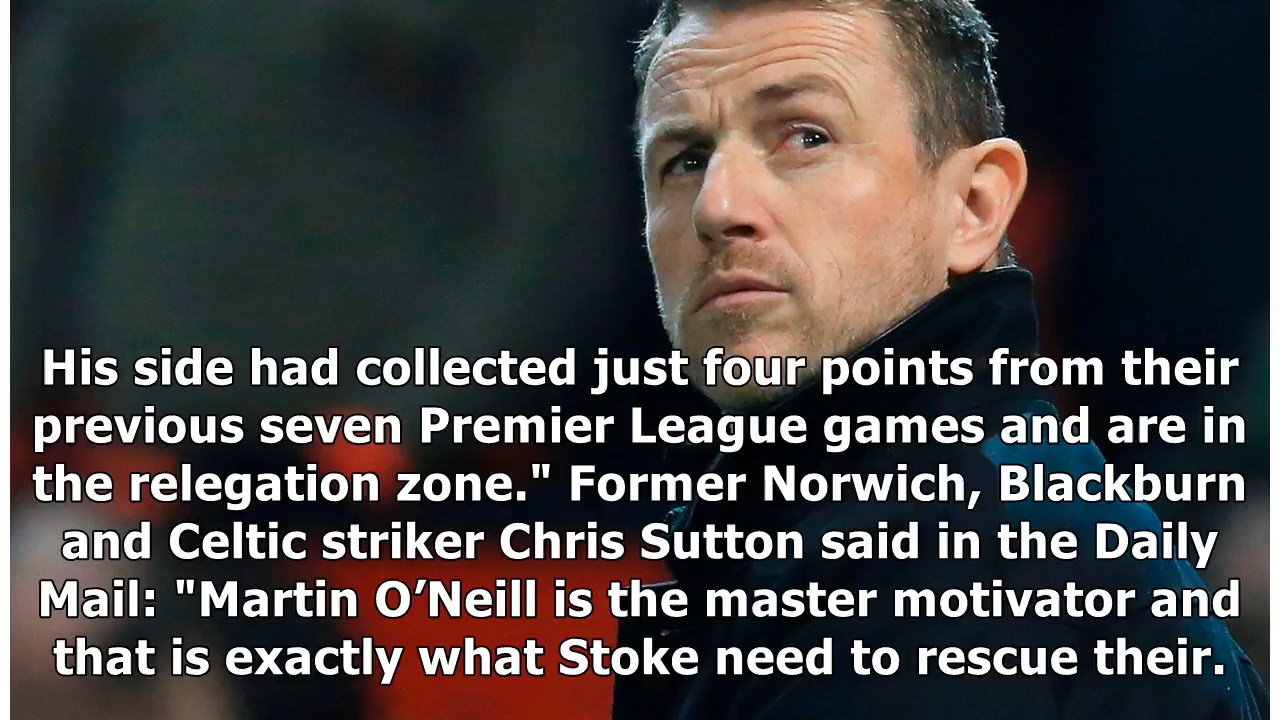 His side had collected just four points from their
previous seven Premier League games and are in
the relegation zone." Former Norwich, Blackburn
and Celtic striker Chris Sutton said in the Daily
Mail: "Martin O’Neill is the master motivator and
that is exactly what Stoke need to rescue their.